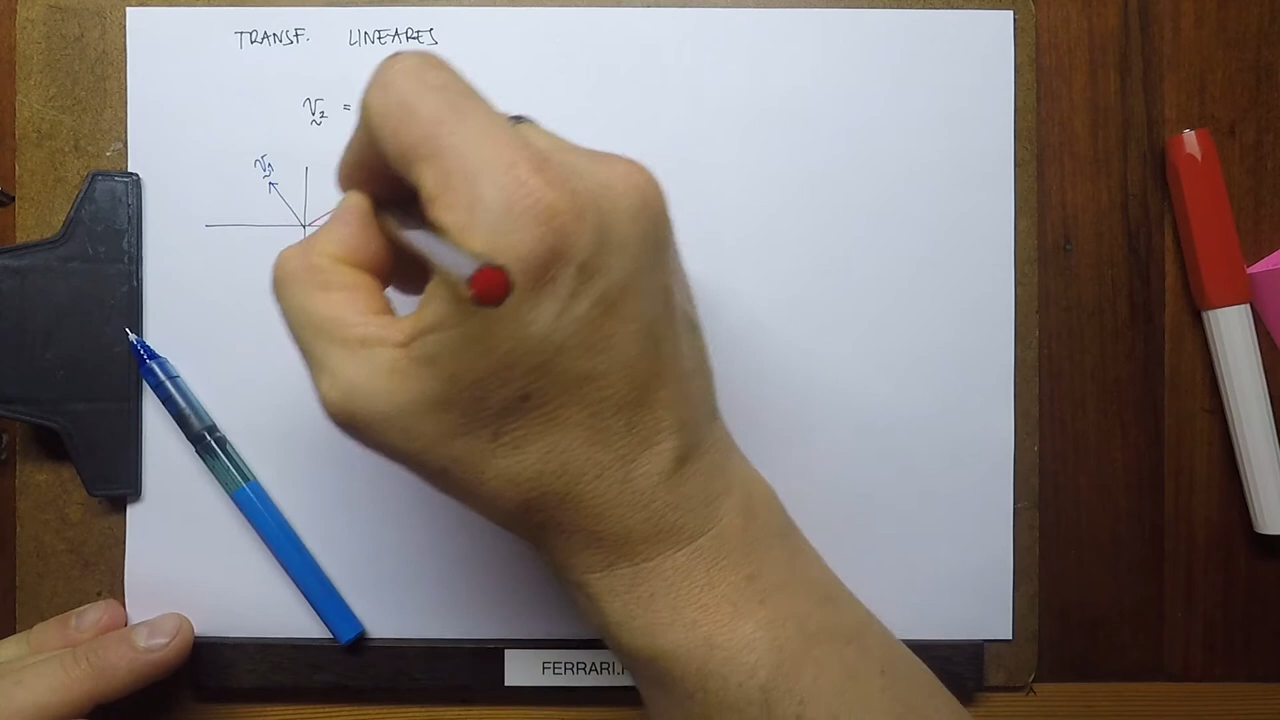 TRANSF. LINEARES
v₂ =
v₁
FERRARI.